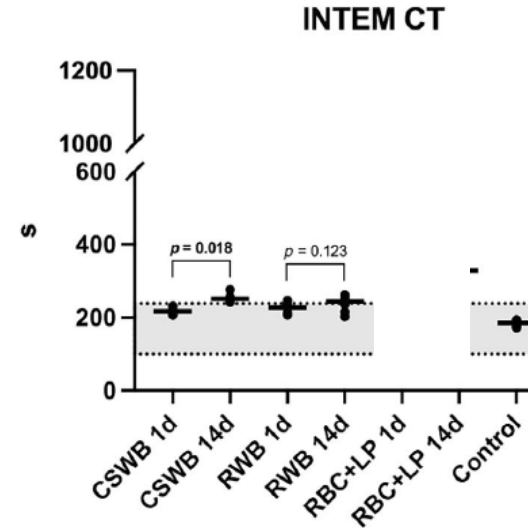 INTEM CT
1200
1000
600
400
200
0
s
p = 0.018
p = 0.123
CSWB 1d
CSWB 14d
RWB 1d
RWB 14d
RBC+LP 1d
RBC+LP 14d
Control